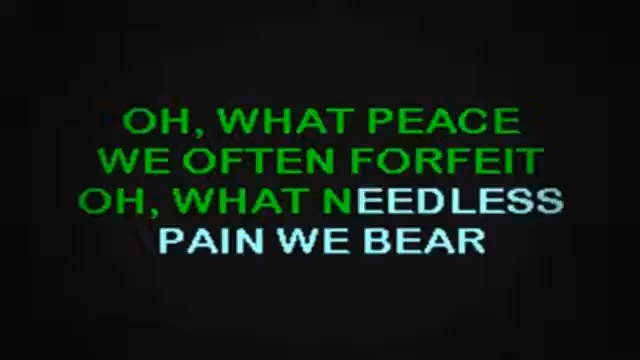 OH, WHAT PEACE
WE OFTEN FORFEIT
OH, WHAT NEEDLESS
PAIN WE BEAR